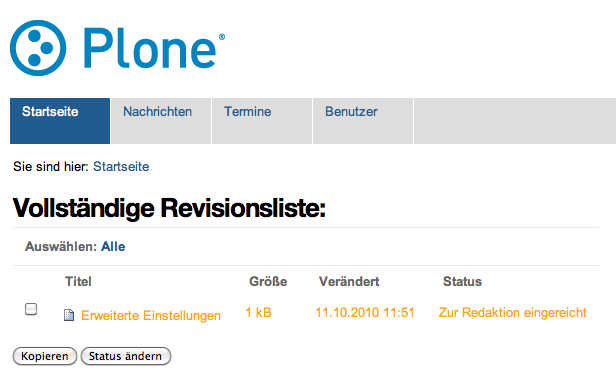 Plone®
Startseite Nachrichten Termine Benutzer
Sie sind hier: Startseite
Vollständige Revisionsliste:
Auswählen: Alle
Titel Größe Verändert Status
Erweiterte Einstellungen 1 kB 11.10.2010 11:51 Zur Redaktion eingereicht
Kopieren Status ändern